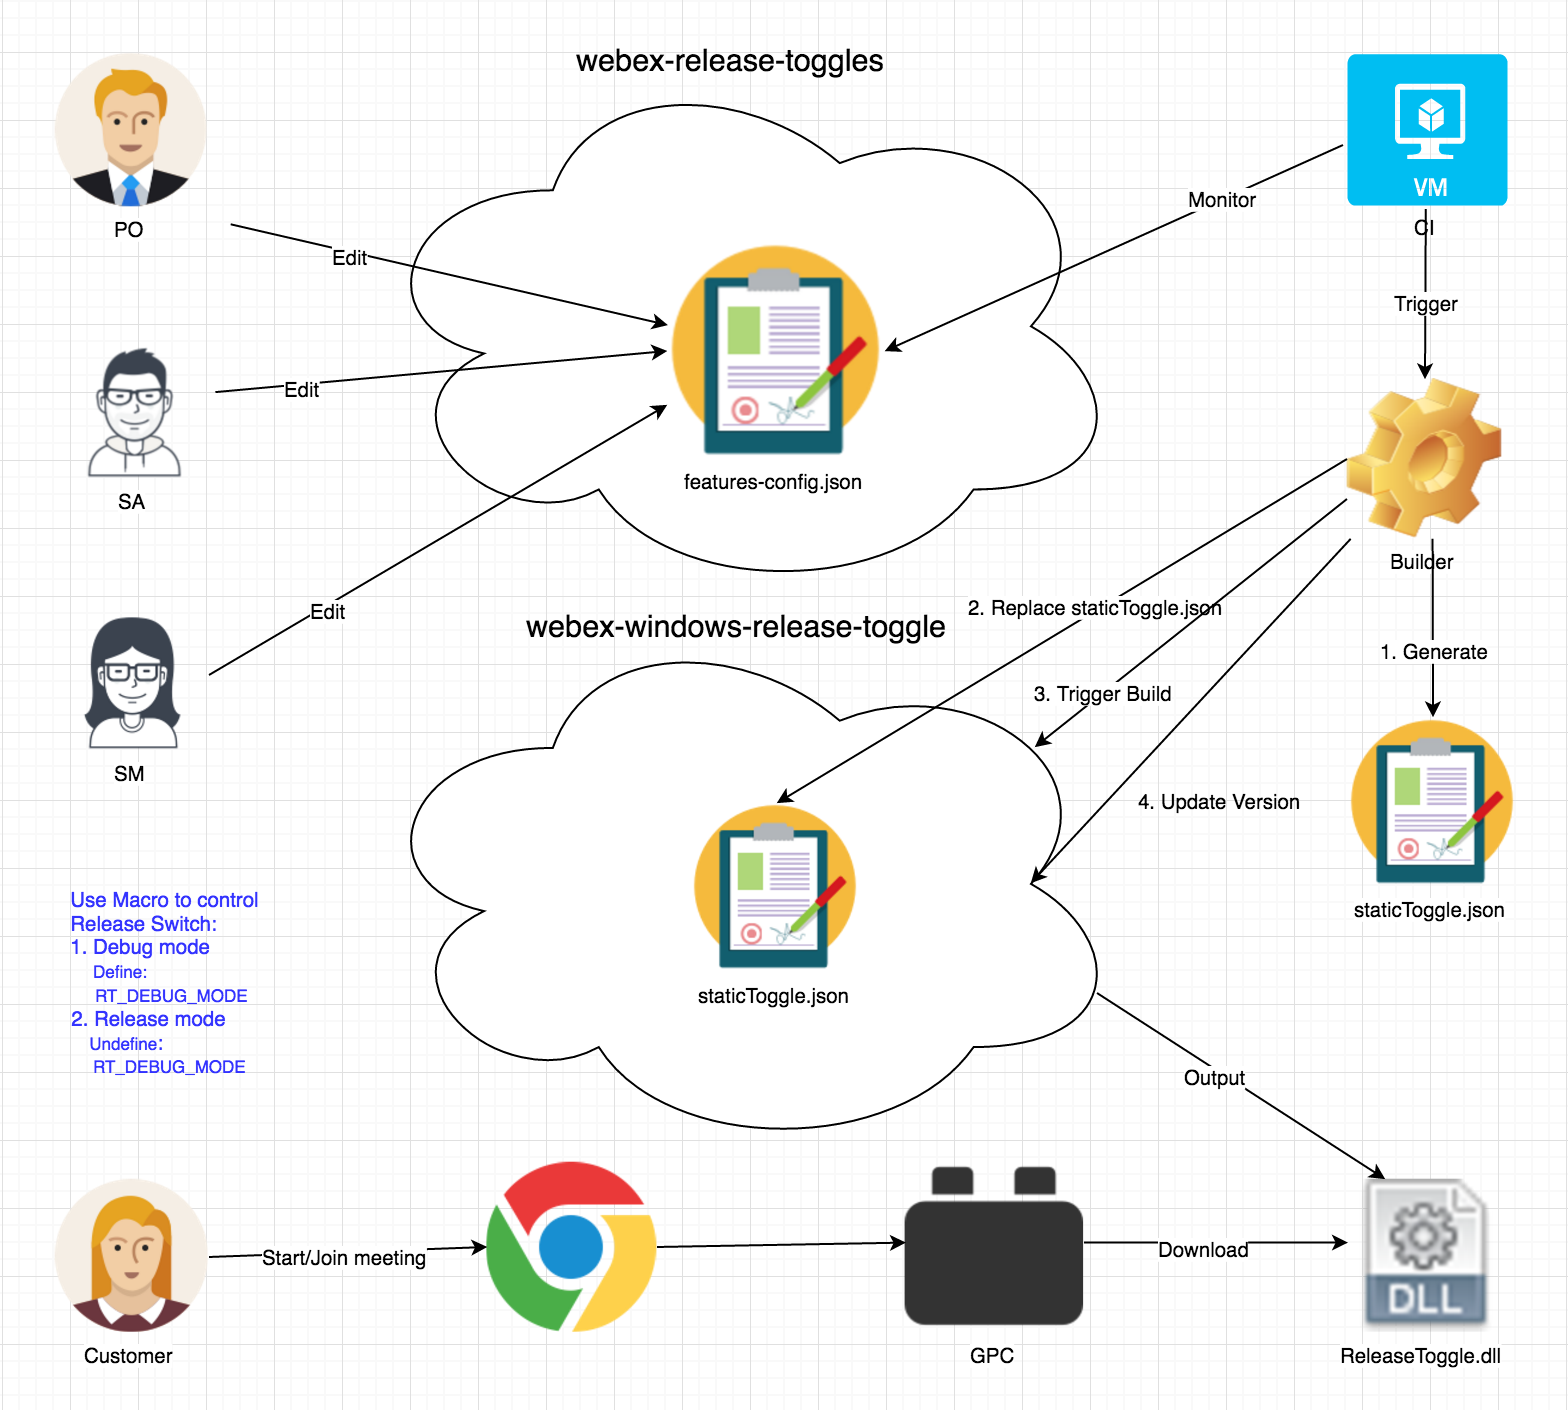 webex-release-toggles
VM
CI
PO
Edit
Monitor
Trigger
Edit
SA
features-config.json
Builder
Edit
2. Replace staticToggle.json
webex-windows-release-toggle
1. Generate
3. Trigger Build
SM
4. Update Version
Use Macro to control
Release Switch:
1. Debug mode
Define:
RT_DEBUG_MODE
2. Release mode
Undefine:
RT_DEBUG_MODE
staticToggle.json
staticToggle.json
Output
Start/Join meeting
Download
DLL
Customer
GPC
ReleaseToggle.dll